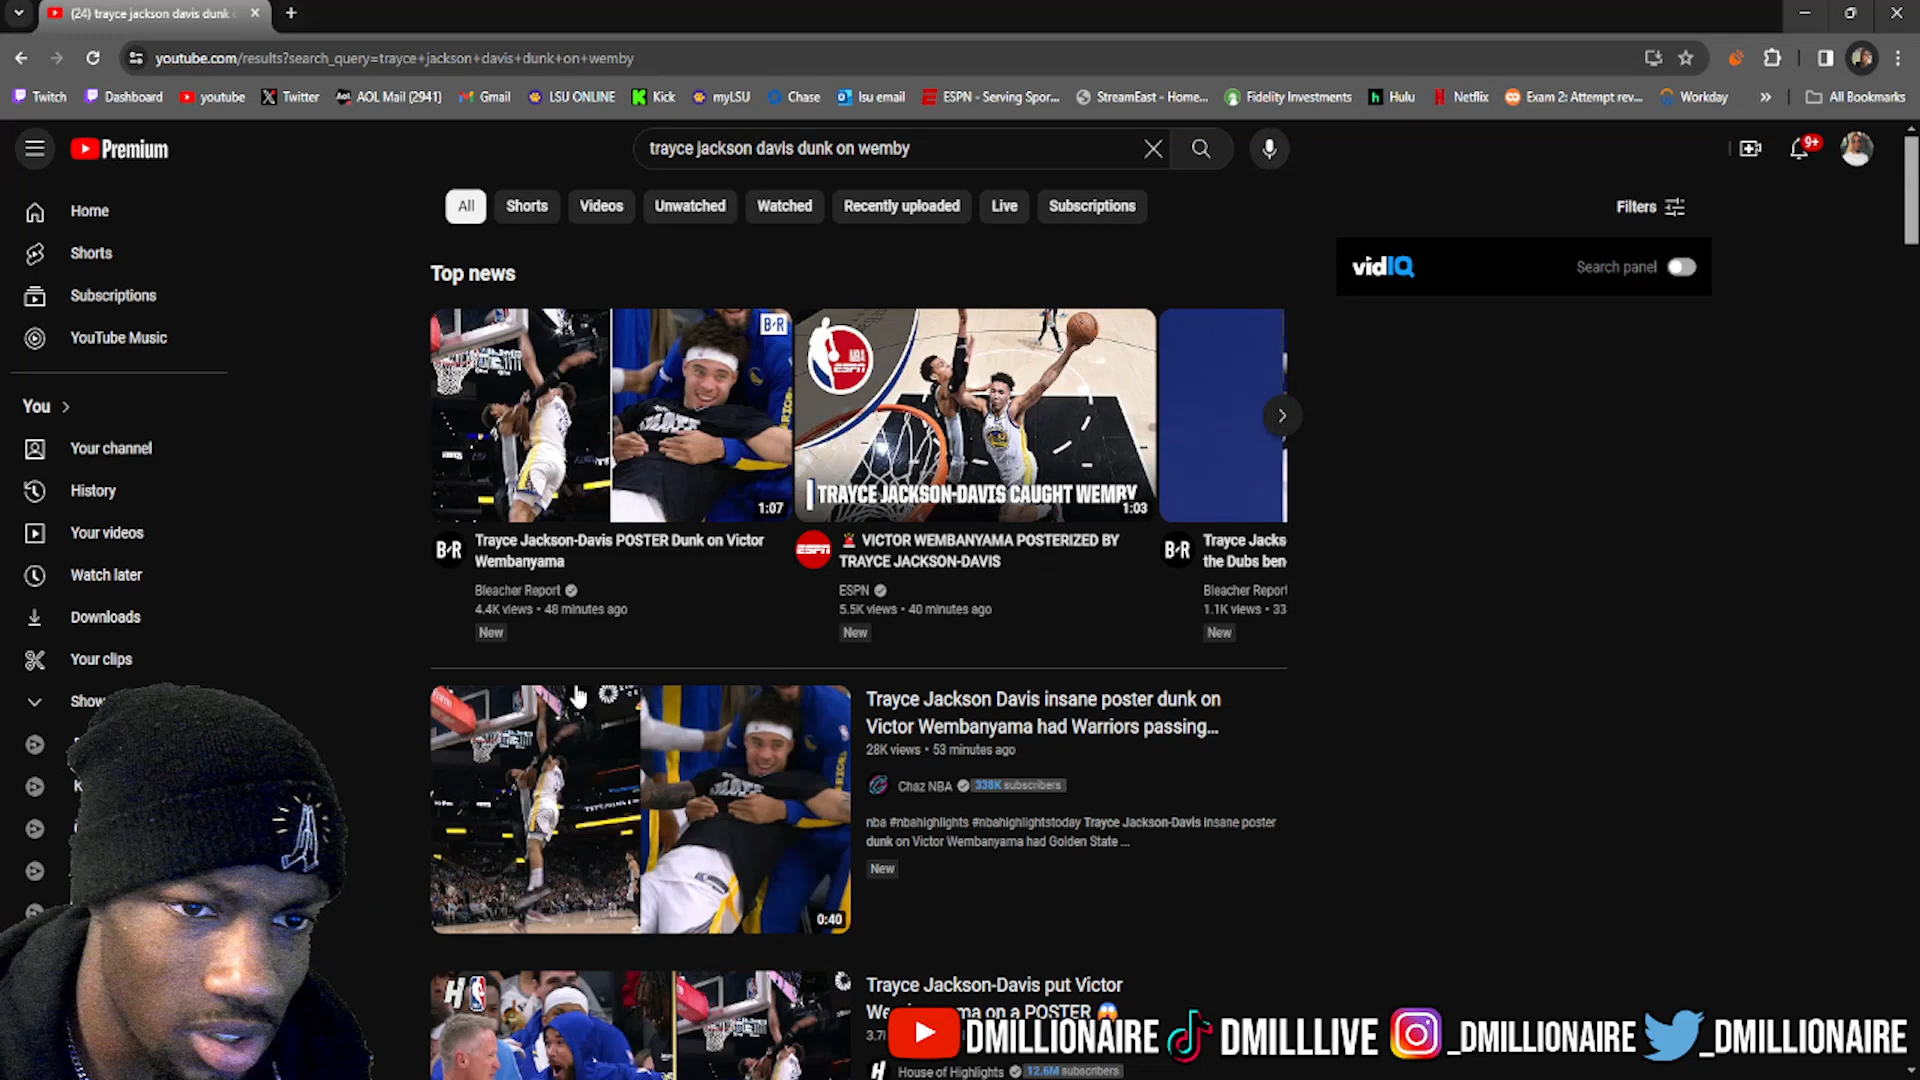 (24) trayce jackson davis dunk
youtube.com/results?search_query=trayce+jackson+davis+dunk+on+wemby
Twitch
Dashboard
youtube
Twitter
AOL Mail (2941)
Gmail
LSU ONLINE
Kick
myLSU
Chase
lsu email
ESPN - Serving Spor...
StreamEast - Home...
Fidelity Investments
Hulu
Netflix
Exam 2: Attempt rev...
Workday
All Bookmarks
Premium
trayce jackson davis dunk on wemby
9+
All
Shorts
Videos
Unwatched
Watched
Recently uploaded
Live
Subscriptions
Filters
Home
Shorts
Subscriptions
YouTube Music
You
Your channel
History
Your videos
Watch later
Downloads
Your clips
Show
Top news
vidIQ
Search panel
B/R
1:07
NBA
ESPN
TRAYCE JACKSON-DAVIS CAUGHT WEMBY
1:03
B/R
Trayce Jackson-Davis POSTER Dunk on Victor
Wembanyama
Bleacher Report
4.4K views • 48 minutes ago
New
ESPN
🚨 VICTOR WEMBANYAMA POSTERIZED BY
TRAYCE JACKSON-DAVIS
ESPN
5.5K views • 40 minutes ago
New
B/R
Trayce Jacks
the Dubs ben
Bleacher Report
1.1K views • 33
New
0:40
Trayce Jackson Davis insane poster dunk on
Victor Wembanyama had Warriors passing...
28K views • 53 minutes ago
Chaz NBA
338K subscribers
nba #nbahighlights #nbahighlightstoday Trayce Jackson-Davis insane poster
dunk on Victor Wembanyama had Golden State ...
New
H
Trayce Jackson-Davis put Victor
on a POSTER 😱
3.7
H
House of Highlights
12.6M subscribers
DMILLIONAIRE
DMILLLIVE
_DMILLIONAIRE
_DMILLIONAIRE